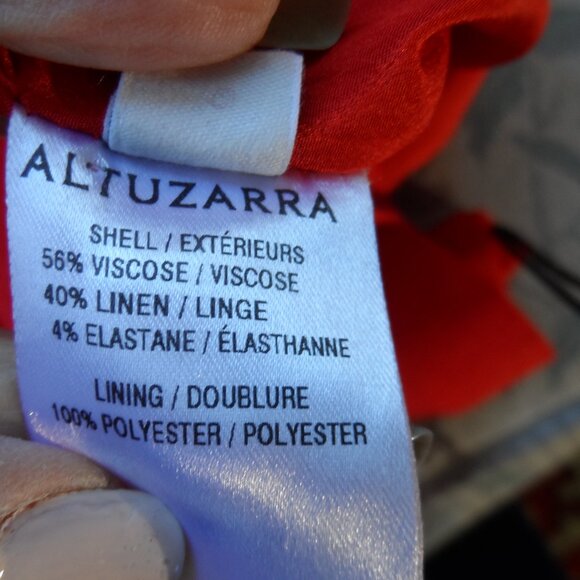 ALTUZARRA
SHELL / EXTÉRIEURS
56% VISCOSE / VISCOSE
40% LINEN / LINGE
4% ELASTANE / ÉLASTHANNE
LINING / DOUBLURE
100% POLYESTER / POLYESTER